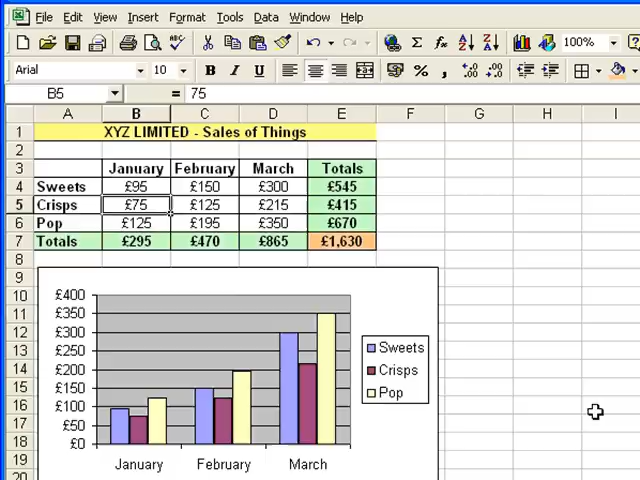 File Edit View Insert Format Tools Data Window Help
Σ fx 100%
Arial 10 B I U % ,
B5 = 75
A B C D E F G H I
1 XYZ LIMITED - Sales of Things
2
3 January February March Totals
4 Sweets £95 £150 £300 £545
5 Crisps £75 £125 £215 £415
6 Pop £125 £195 £350 £670
7 Totals £295 £470 £865 £1,630
8
9
10 £400
11 £350
12 £300
13 £250 Sweets
14 £200 Crisps
15 £150 Pop
16 £100
17 £50
18 £0
19 January February March
20